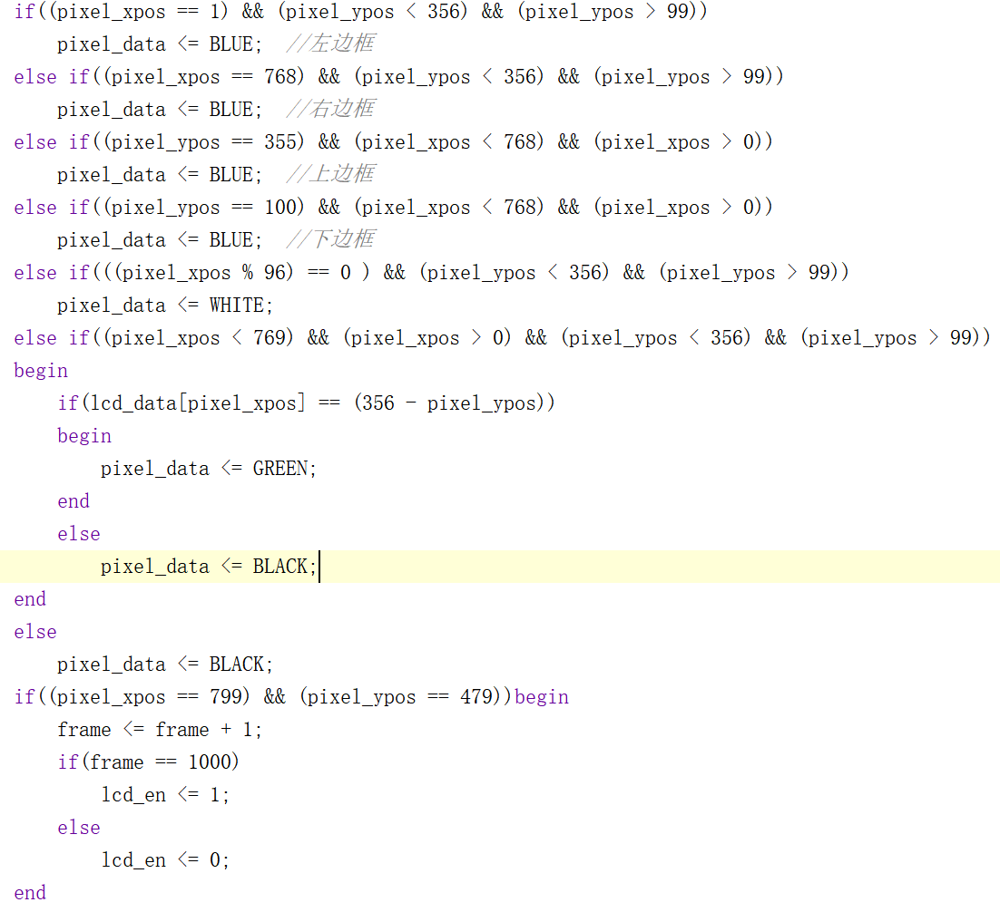 if((pixel_xpos == 1) && (pixel_ypos < 356) && (pixel_ypos > 99))
    pixel_data <= BLUE;  //左边框
else if((pixel_xpos == 768) && (pixel_ypos < 356) && (pixel_ypos > 99))
    pixel_data <= BLUE;  //右边框
else if((pixel_ypos == 355) && (pixel_xpos < 768) && (pixel_xpos > 0))
    pixel_data <= BLUE;  //上边框
else if((pixel_ypos == 100) && (pixel_xpos < 768) && (pixel_xpos > 0))
    pixel_data <= BLUE;  //下边框
else if(((pixel_xpos % 96) == 0 ) && (pixel_ypos < 356) && (pixel_ypos > 99))
    pixel_data <= WHITE;
else if((pixel_xpos < 769) && (pixel_xpos > 0) && (pixel_ypos < 356) && (pixel_ypos > 99))
begin
    if(lcd_data[pixel_xpos] == (356 - pixel_ypos))
    begin
        pixel_data <= GREEN;
    end
    else
        pixel_data <= BLACK;
end
else
    pixel_data <= BLACK;
if((pixel_xpos == 799) && (pixel_ypos == 479))begin
    frame <= frame + 1;
    if(frame == 1000)
        lcd_en <= 1;
    else
        lcd_en <= 0;
end